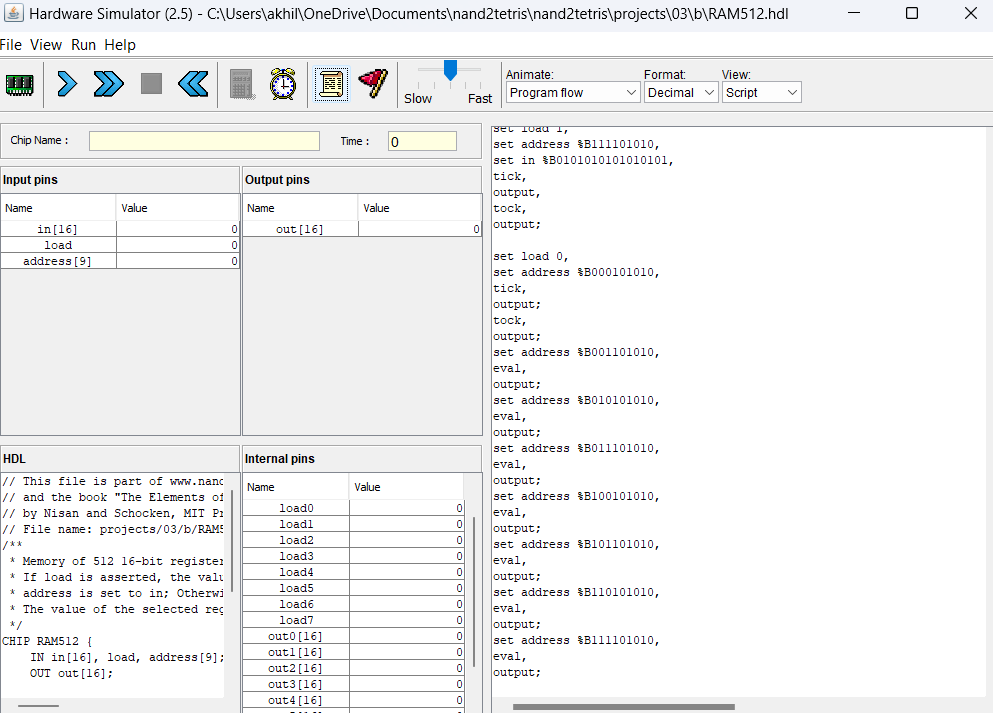 Hardware Simulator (2.5) - C:\Users\akhil\OneDrive\Documents\nand2tetris\nand2tetris\projects\03\b\RAM512.hdl
File View Run Help
Slow Fast
Animate: Format: View:
Program flow Decimal Script
Chip Name : Time : 0
Input pins
Name Value
in[16] 0
load 0
address[9] 0
Output pins
Name Value
out[16] 0
HDL
// This file is part of www.nand
// and the book "The Elements of
// by Nisan and Schocken, MIT Pr
// File name: projects/03/b/RAM5
/**
* Memory of 512 16-bit register
* If load is asserted, the valu
* address is set to in; Otherwi
* The value of the selected reg
*/
CHIP RAM512 {
IN in[16], load, address[9];
OUT out[16];
Internal pins
Name Value
load0 0
load1 0
load2 0
load3 0
load4 0
load5 0
load6 0
load7 0
out0[16] 0
out1[16] 0
out2[16] 0
out3[16] 0
out4[16] 0
set load 1,
set address %B111101010,
set in %B0101010101010101,
tick,
output,
tock,
output;
set load 0,
set address %B000101010,
tick,
output;
tock,
output;
set address %B001101010,
eval,
output;
set address %B010101010,
eval,
output;
set address %B011101010,
eval,
output;
set address %B100101010,
eval,
output;
set address %B101101010,
eval,
output;
set address %B110101010,
eval,
output;
set address %B111101010,
eval,
output;